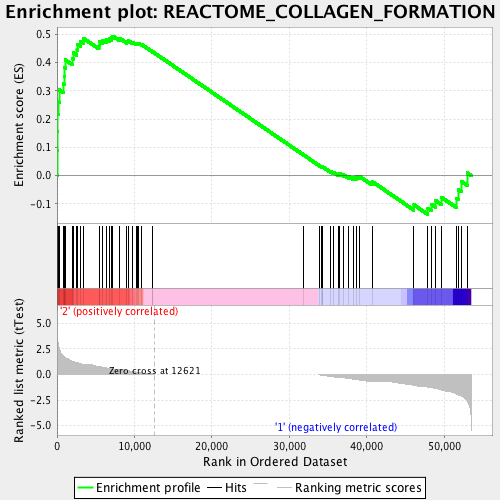 Enrichment plot: REACTOME_COLLAGEN_FORMATION
Enrichment score (ES)
0.5
0.4
0.3
0.2
0.1
0.0
-0.1
'2' (positively correlated)
Ranked list metric (tTest)
5.0
2.5
0.0
-2.5
-5.0
Zero cross at 12621
'1' (negatively correlated)
0 10,000 20,000 30,000 40,000 50,000
Rank in Ordered Dataset
Enrichment profile Hits Ranking metric scores